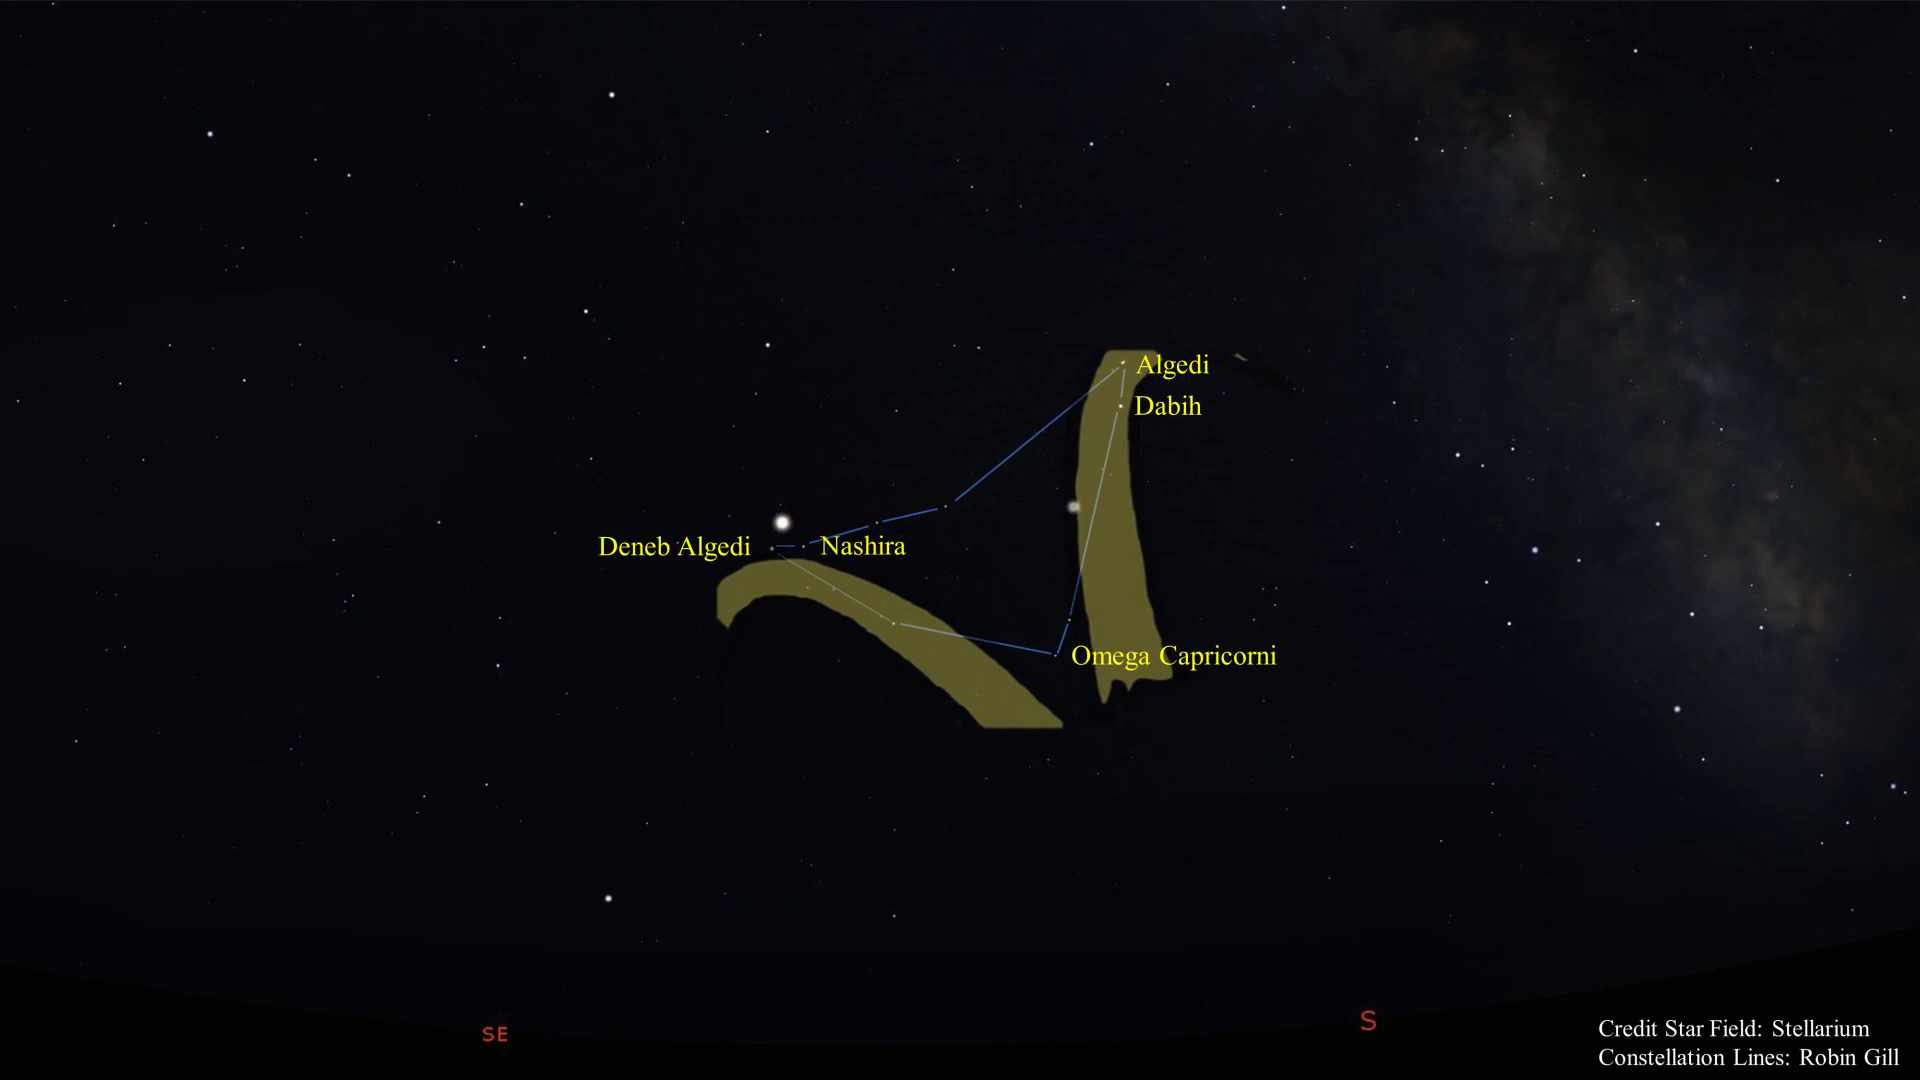 Algedi
Dabih
Deneb Algedi
Nashira
Omega Capricorni
SE
S
Credit Star Field: Stellarium
Constellation Lines: Robin Gill